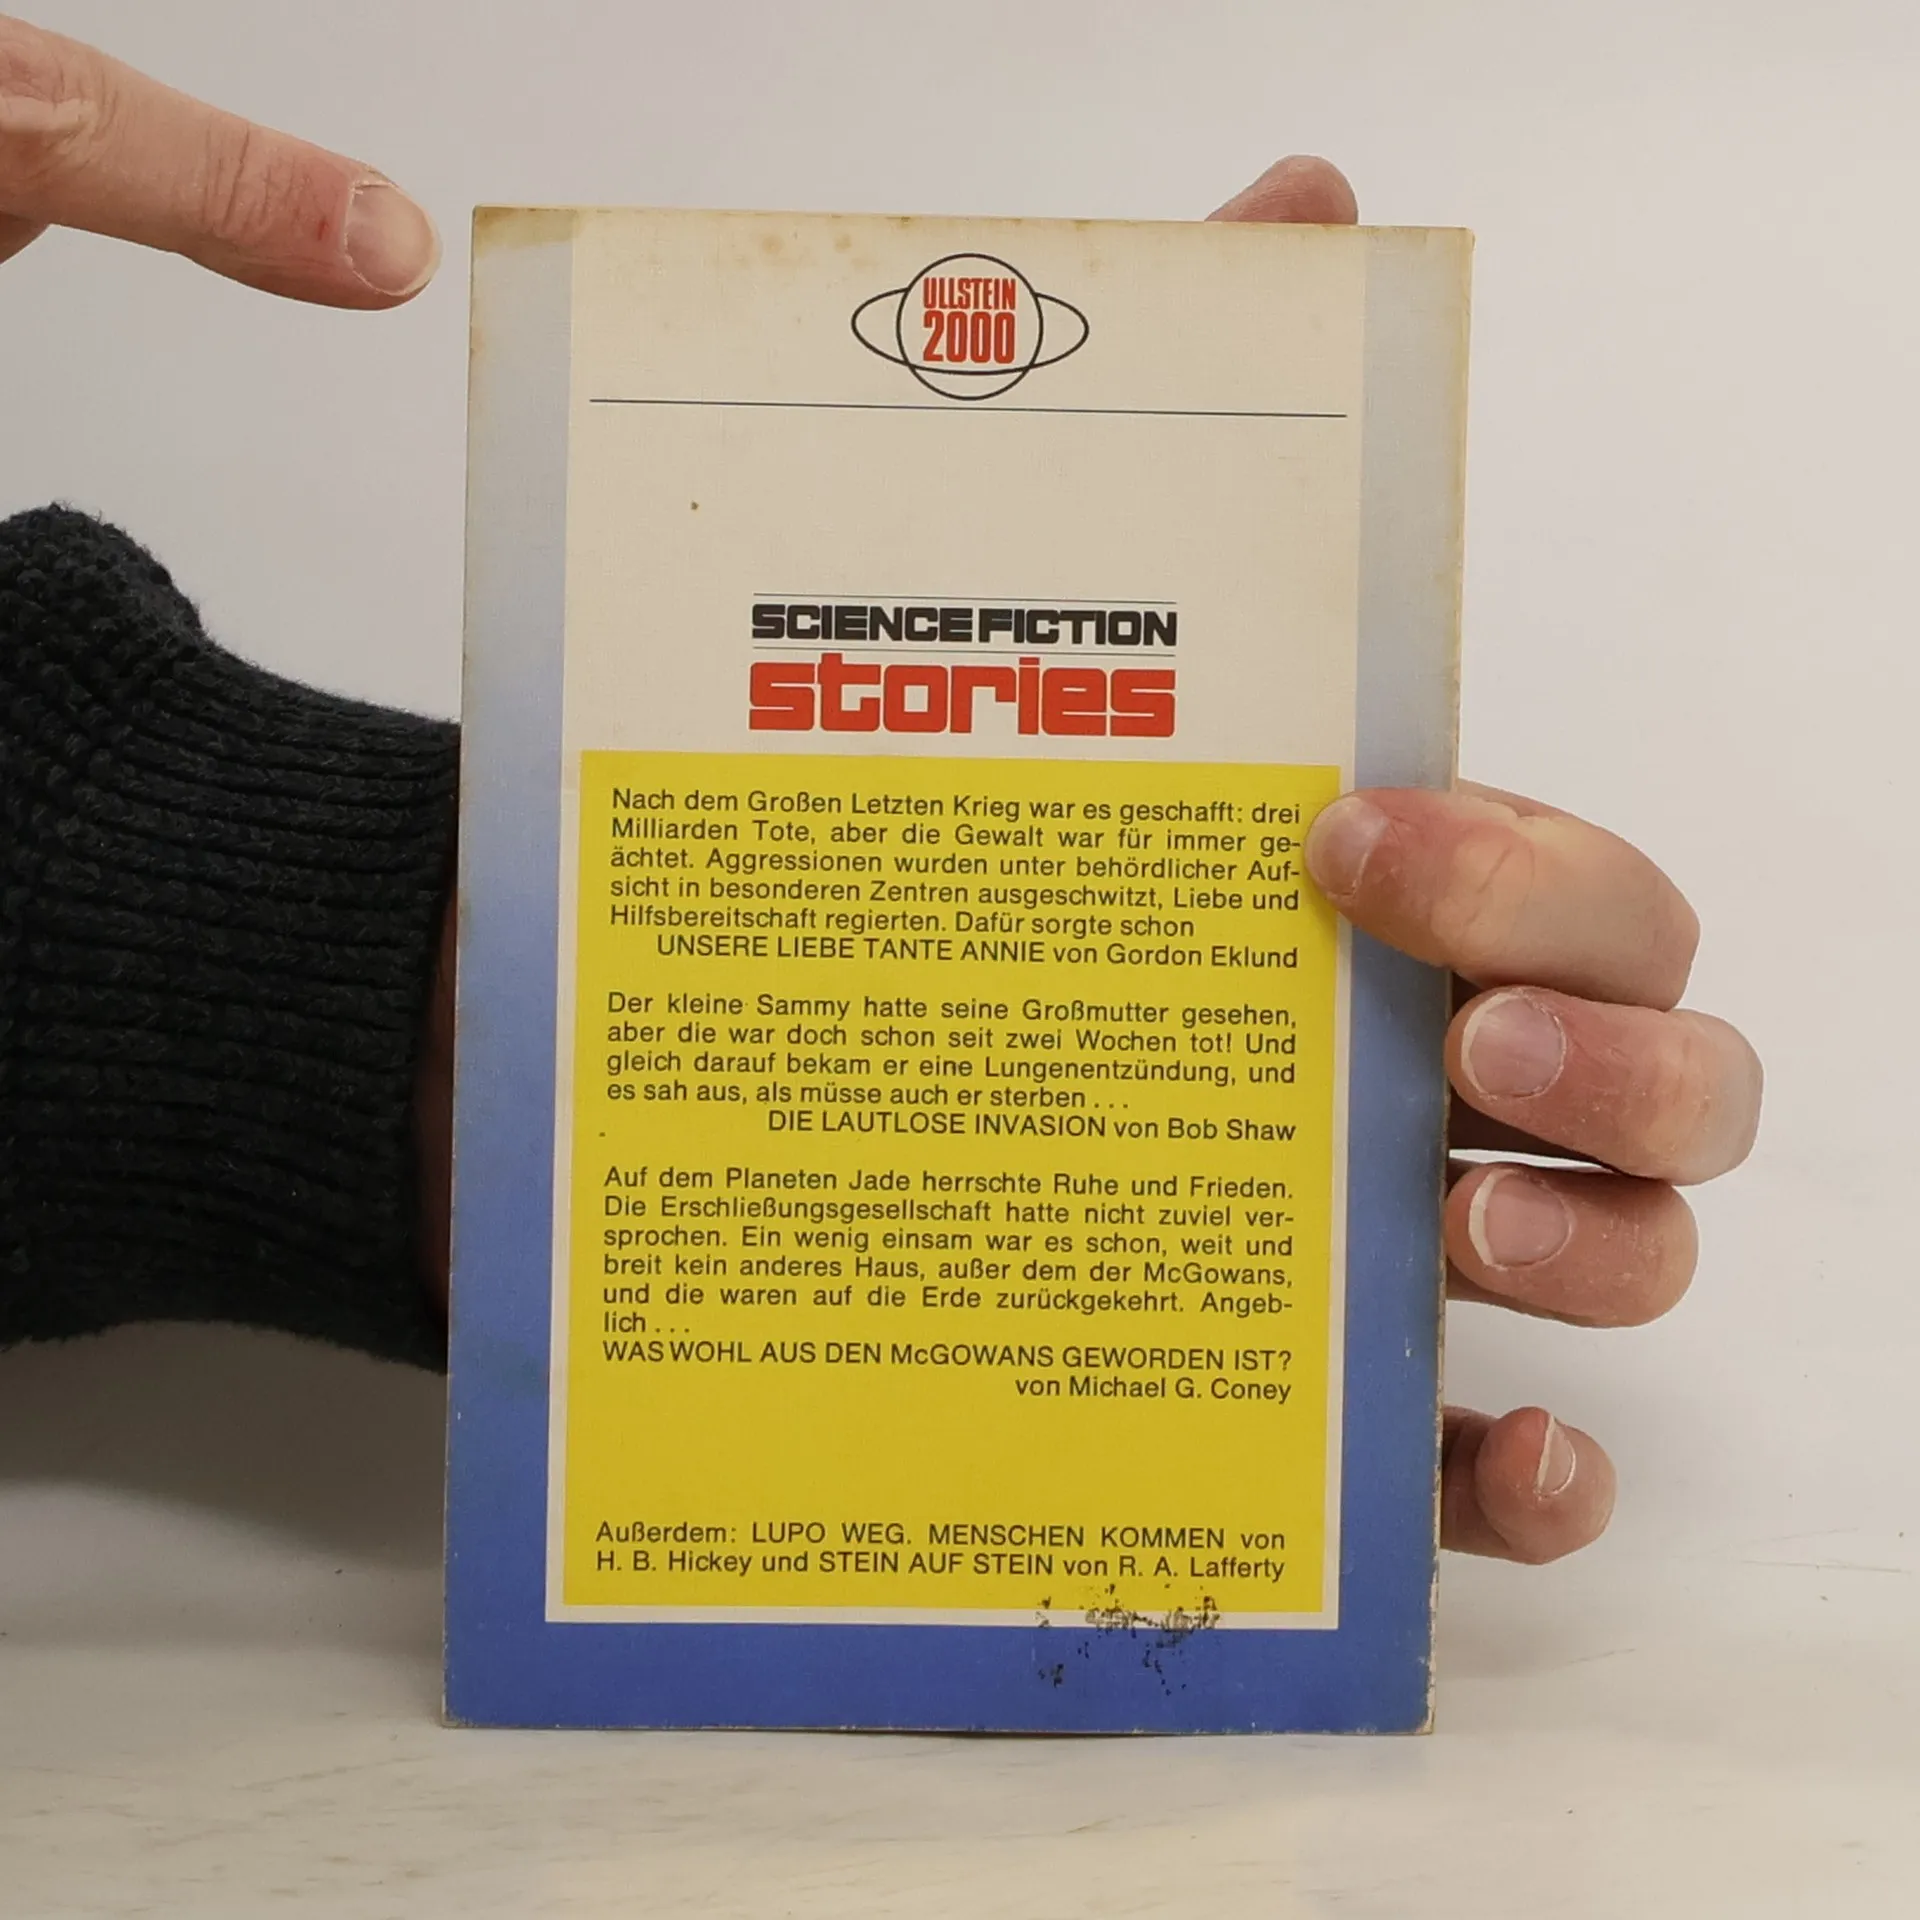 ULLSTEIN
2000
SCIENCE FICTION
stories
Nach dem Großen Letzten Krieg war es geschafft: drei
Milliarden Tote, aber die Gewalt war für immer ge-
ächtet. Aggressionen wurden unter behördlicher Auf-
sicht in besonderen Zentren ausgeschwitzt, Liebe und
Hilfsbereitschaft regierten. Dafür sorgte schon
UNSERE LIEBE TANTE ANNIE von Gordon Eklund
Der kleine Sammy hatte seine Großmutter gesehen,
aber die war doch schon seit zwei Wochen tot! Und
gleich darauf bekam er eine Lungenentzündung, und
es sah aus, als müsse auch er sterben . . .
DIE LAUTLOSE INVASION von Bob Shaw
Auf dem Planeten Jade herrschte Ruhe und Frieden.
Die Erschließungsgesellschaft hatte nicht zuviel ver-
sprochen. Ein wenig einsam war es schon, weit und
breit kein anderes Haus, außer dem der McGowans,
und die waren auf die Erde zurückgekehrt. Angeb-
lich . . .
WAS WOHL AUS DEN McGOWANS GEWORDEN IST?
von Michael G. Coney
Außerdem: LUPO WEG. MENSCHEN KOMMEN von
H. B. Hickey und STEIN AUF STEIN von R. A. Lafferty